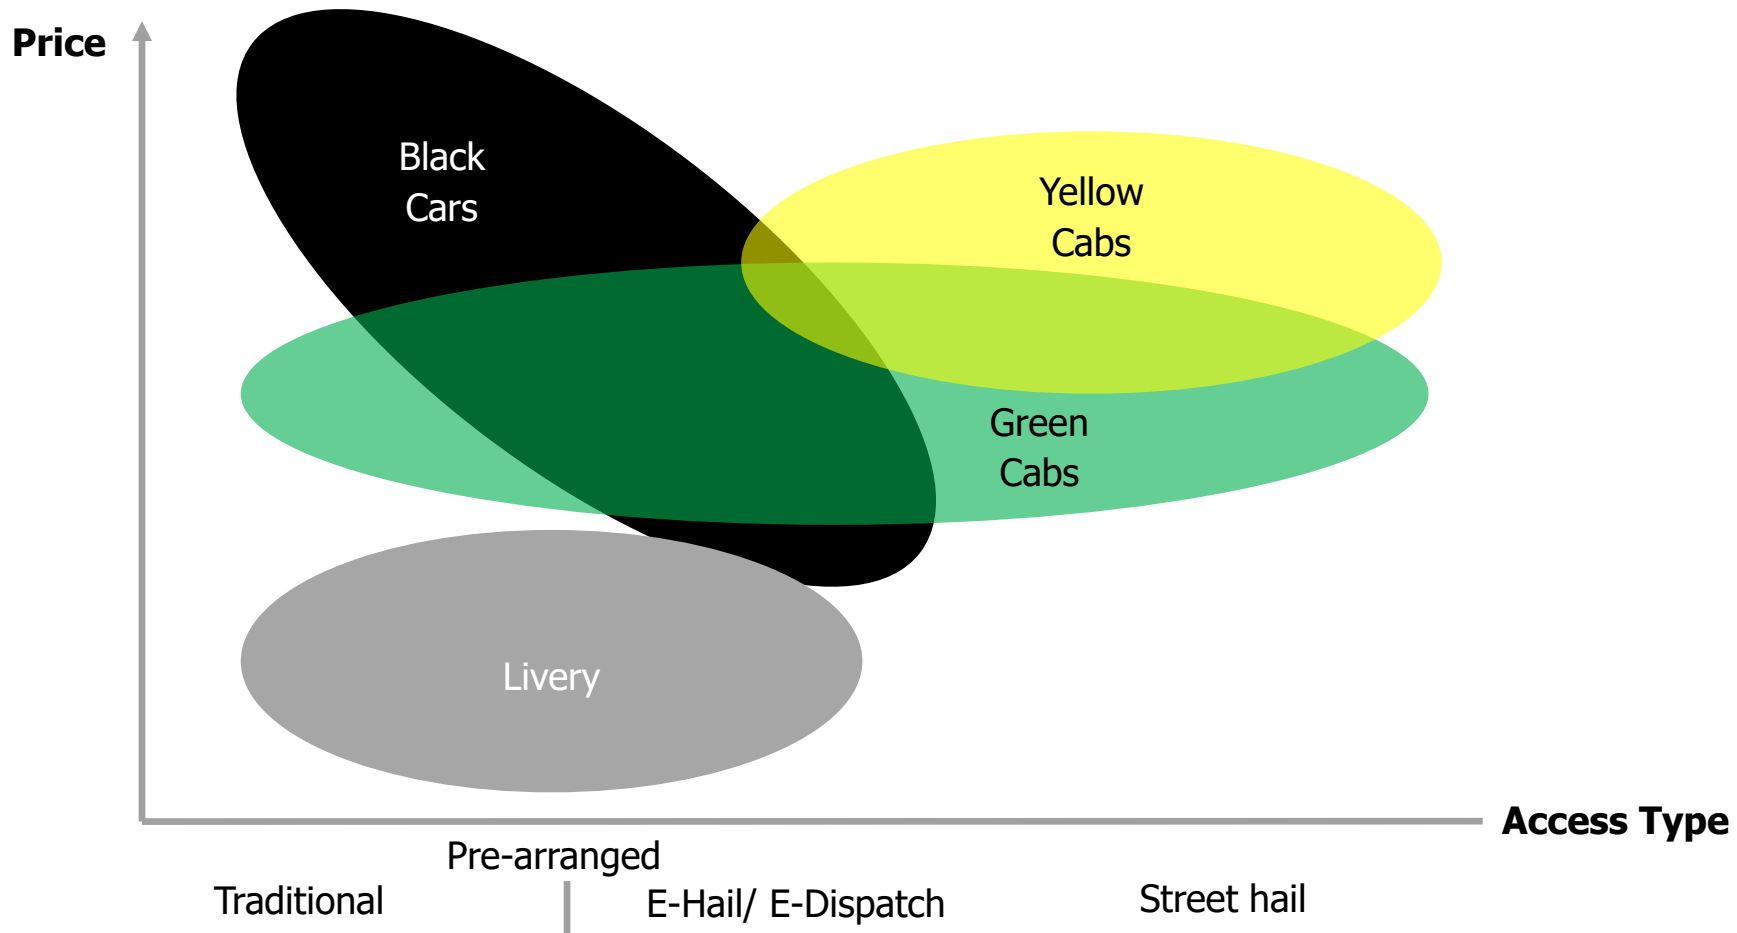 Price
Black
Cars
Yellow
Cabs
Green
Cabs
Livery
Access Type
Pre-arranged
Traditional
E-Hail/ E-Dispatch
Street hail